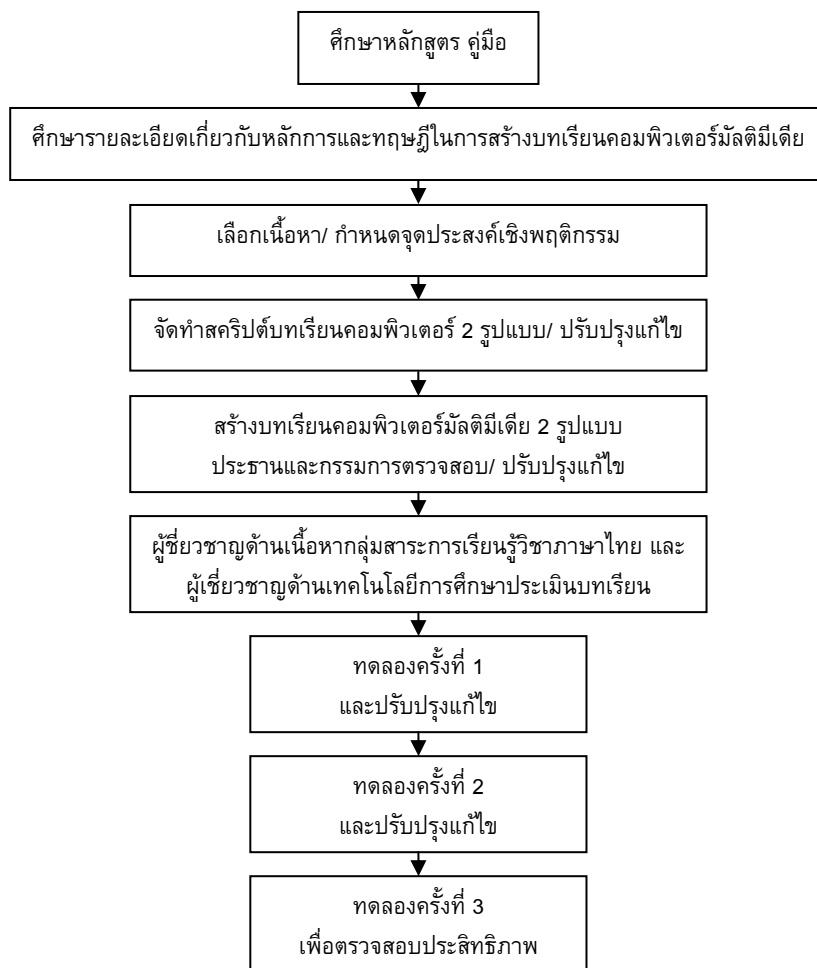 ศึกษาหลักสูตร คู่มือ
ศึกษารายละเอียดเกี่ยวกับหลักการและทฤษฎีในการสร้างบทเรียนคอมพิวเตอร์มัลติมีเดีย
เลือกเนื้อหา/ กำหนดจุดประสงค์เชิงพฤติกรรม
จัดทำสคริปต์บทเรียนคอมพิวเตอร์ 2 รูปแบบ/ ปรับปรุงแก้ไข
สร้างบทเรียนคอมพิวเตอร์มัลติมีเดีย 2 รูปแบบ
ประธานและกรรมการตรวจสอบ/ ปรับปรุงแก้ไข
ผู้ชี่ยวชาญด้านเนื้อหากลุ่มสาระการเรียนรู้วิชาภาษาไทย และ
ผู้เชี่ยวชาญด้านเทคโนโลยีการศึกษาประเมินบทเรียน
ทดลองครั้งที่ 1
และปรับปรุงแก้ไข
ทดลองครั้งที่ 2
และปรับปรุงแก้ไข
ทดลองครั้งที่ 3
เพื่อตรวจสอบประสิทธิภาพ